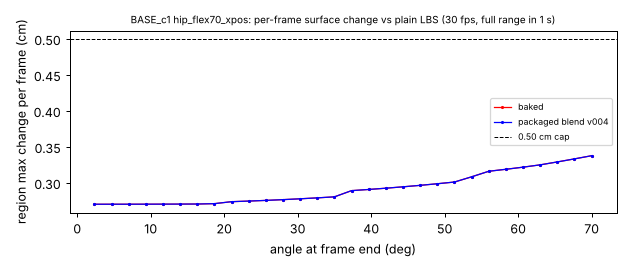 BASE_c1 hip_flex70_xpos: per-frame surface change vs plain LBS (30 fps, full range in 1 s)
region max change per frame (cm)
0.50
0.45
0.40
0.35
0.30
baked
packaged blend v004
0.50 cm cap
0 10 20 30 40 50 60 70
angle at frame end (deg)